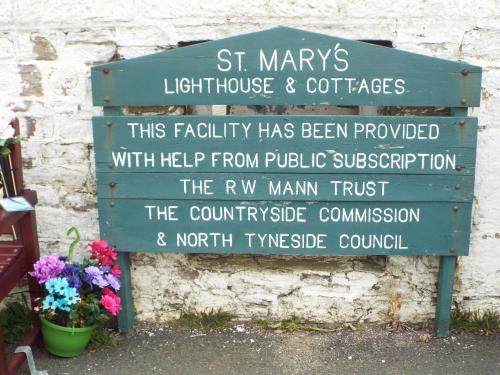 ST. MARY'S
LIGHTHOUSE & COTTAGES
THIS FACILITY HAS BEEN PROVIDED
WITH HELP FROM PUBLIC SUBSCRIPTION
THE R W MANN TRUST
THE COUNTRYSIDE COMMISSION
& NORTH TYNESIDE COUNCIL